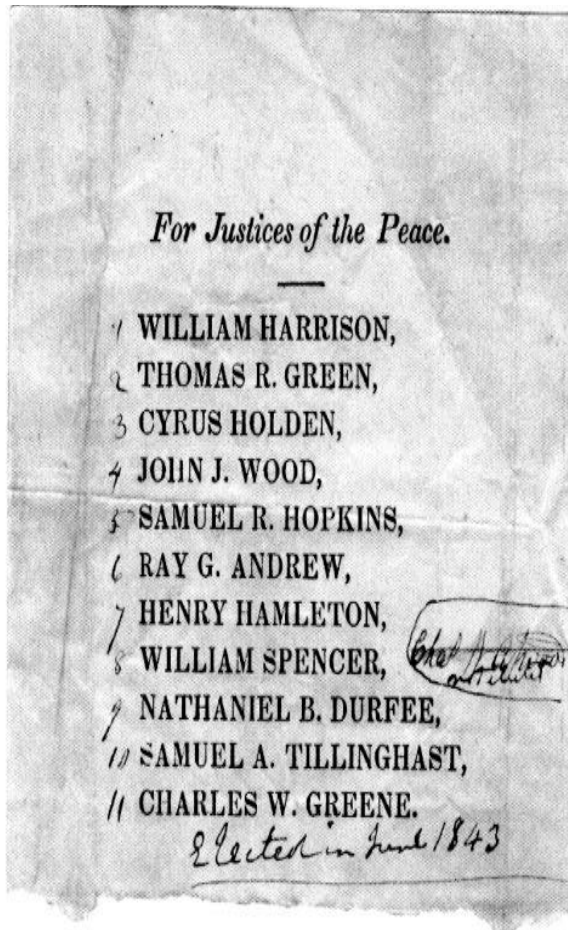 For Justices of the Peace.
1 WILLIAM HARRISON,
2 THOMAS R. GREEN,
3 CYRUS HOLDEN,
4 JOHN J. WOOD,
5 SAMUEL R. HOPKINS,
6 RAY G. ANDREW,
7 HENRY HAMLETON,
8 WILLIAM SPENCER,
9 NATHANIEL B. DURFEE,
10 SAMUEL A. TILLINGHAST,
11 CHARLES W. GREENE.
Elected in June 1843